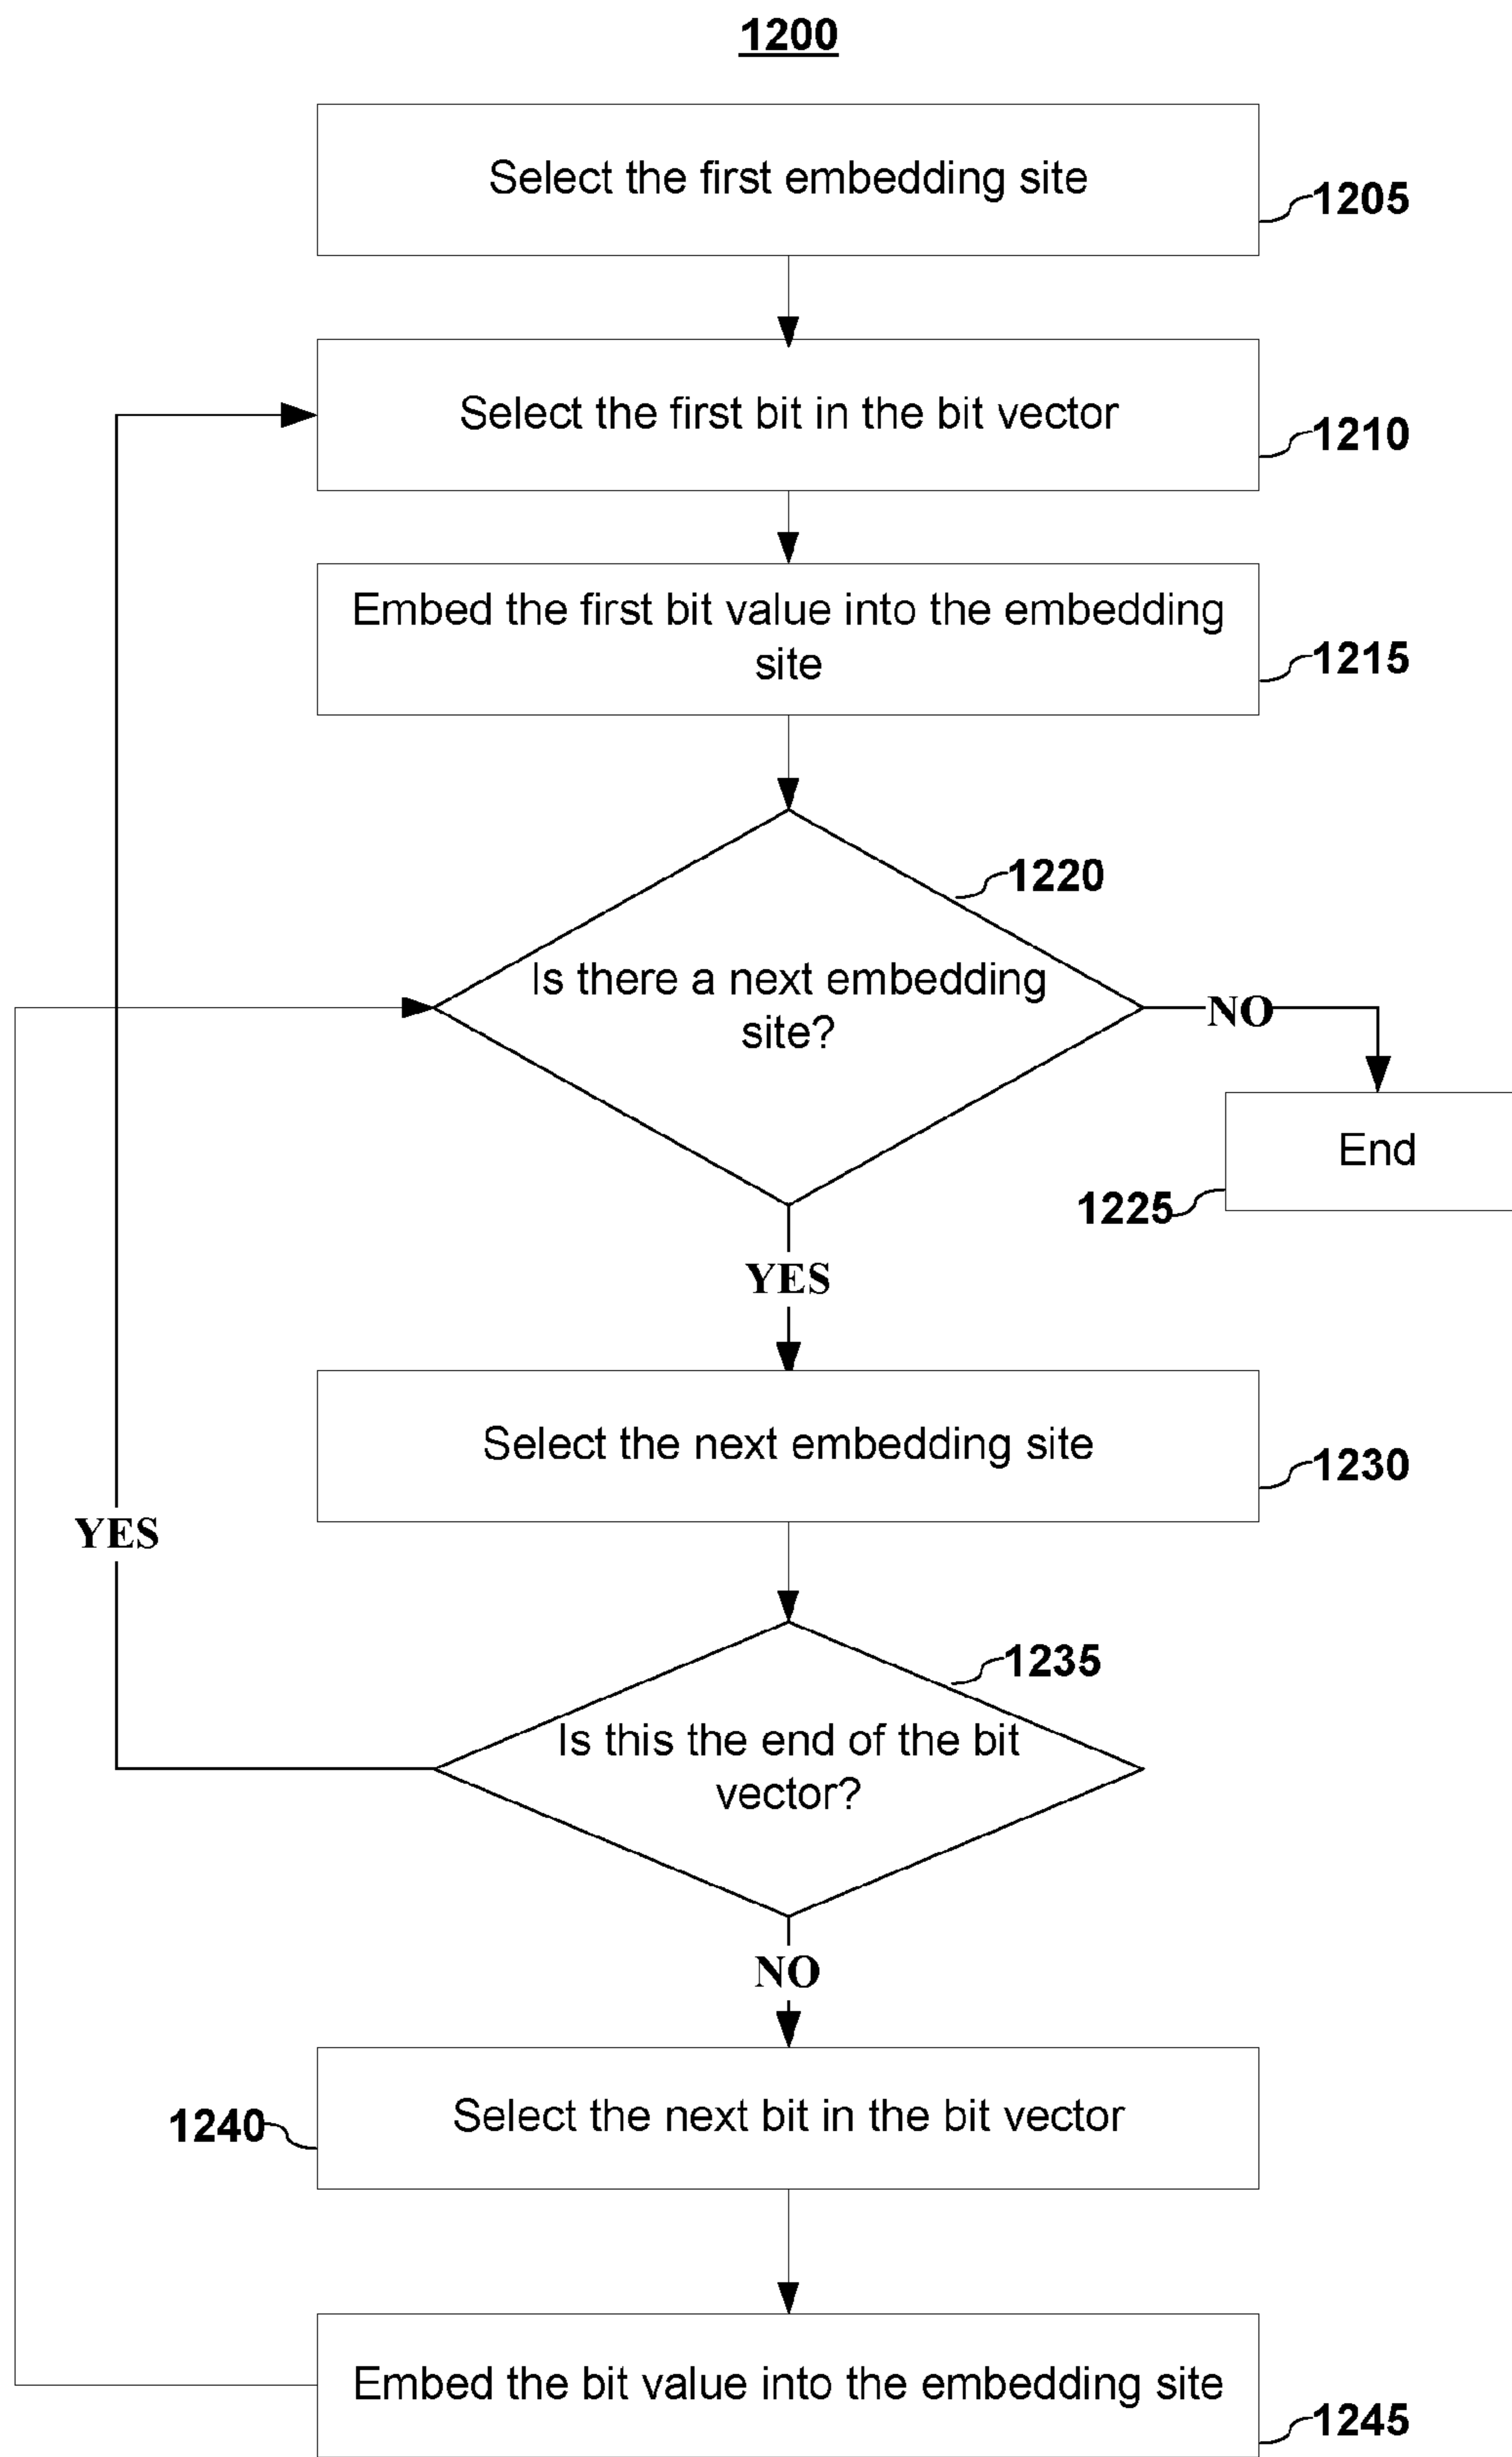 1200
Select the first embedding site
1205
Select the first bit in the bit vector
1210
Embed the first bit value into the embedding
site
1215
1220
Is there a next embedding
site?
NO
End
1225
YES
Select the next embedding site
1230
YES
1235
Is this the end of the bit
vector?
NO
1240
Select the next bit in the bit vector
Embed the bit value into the embedding site
1245